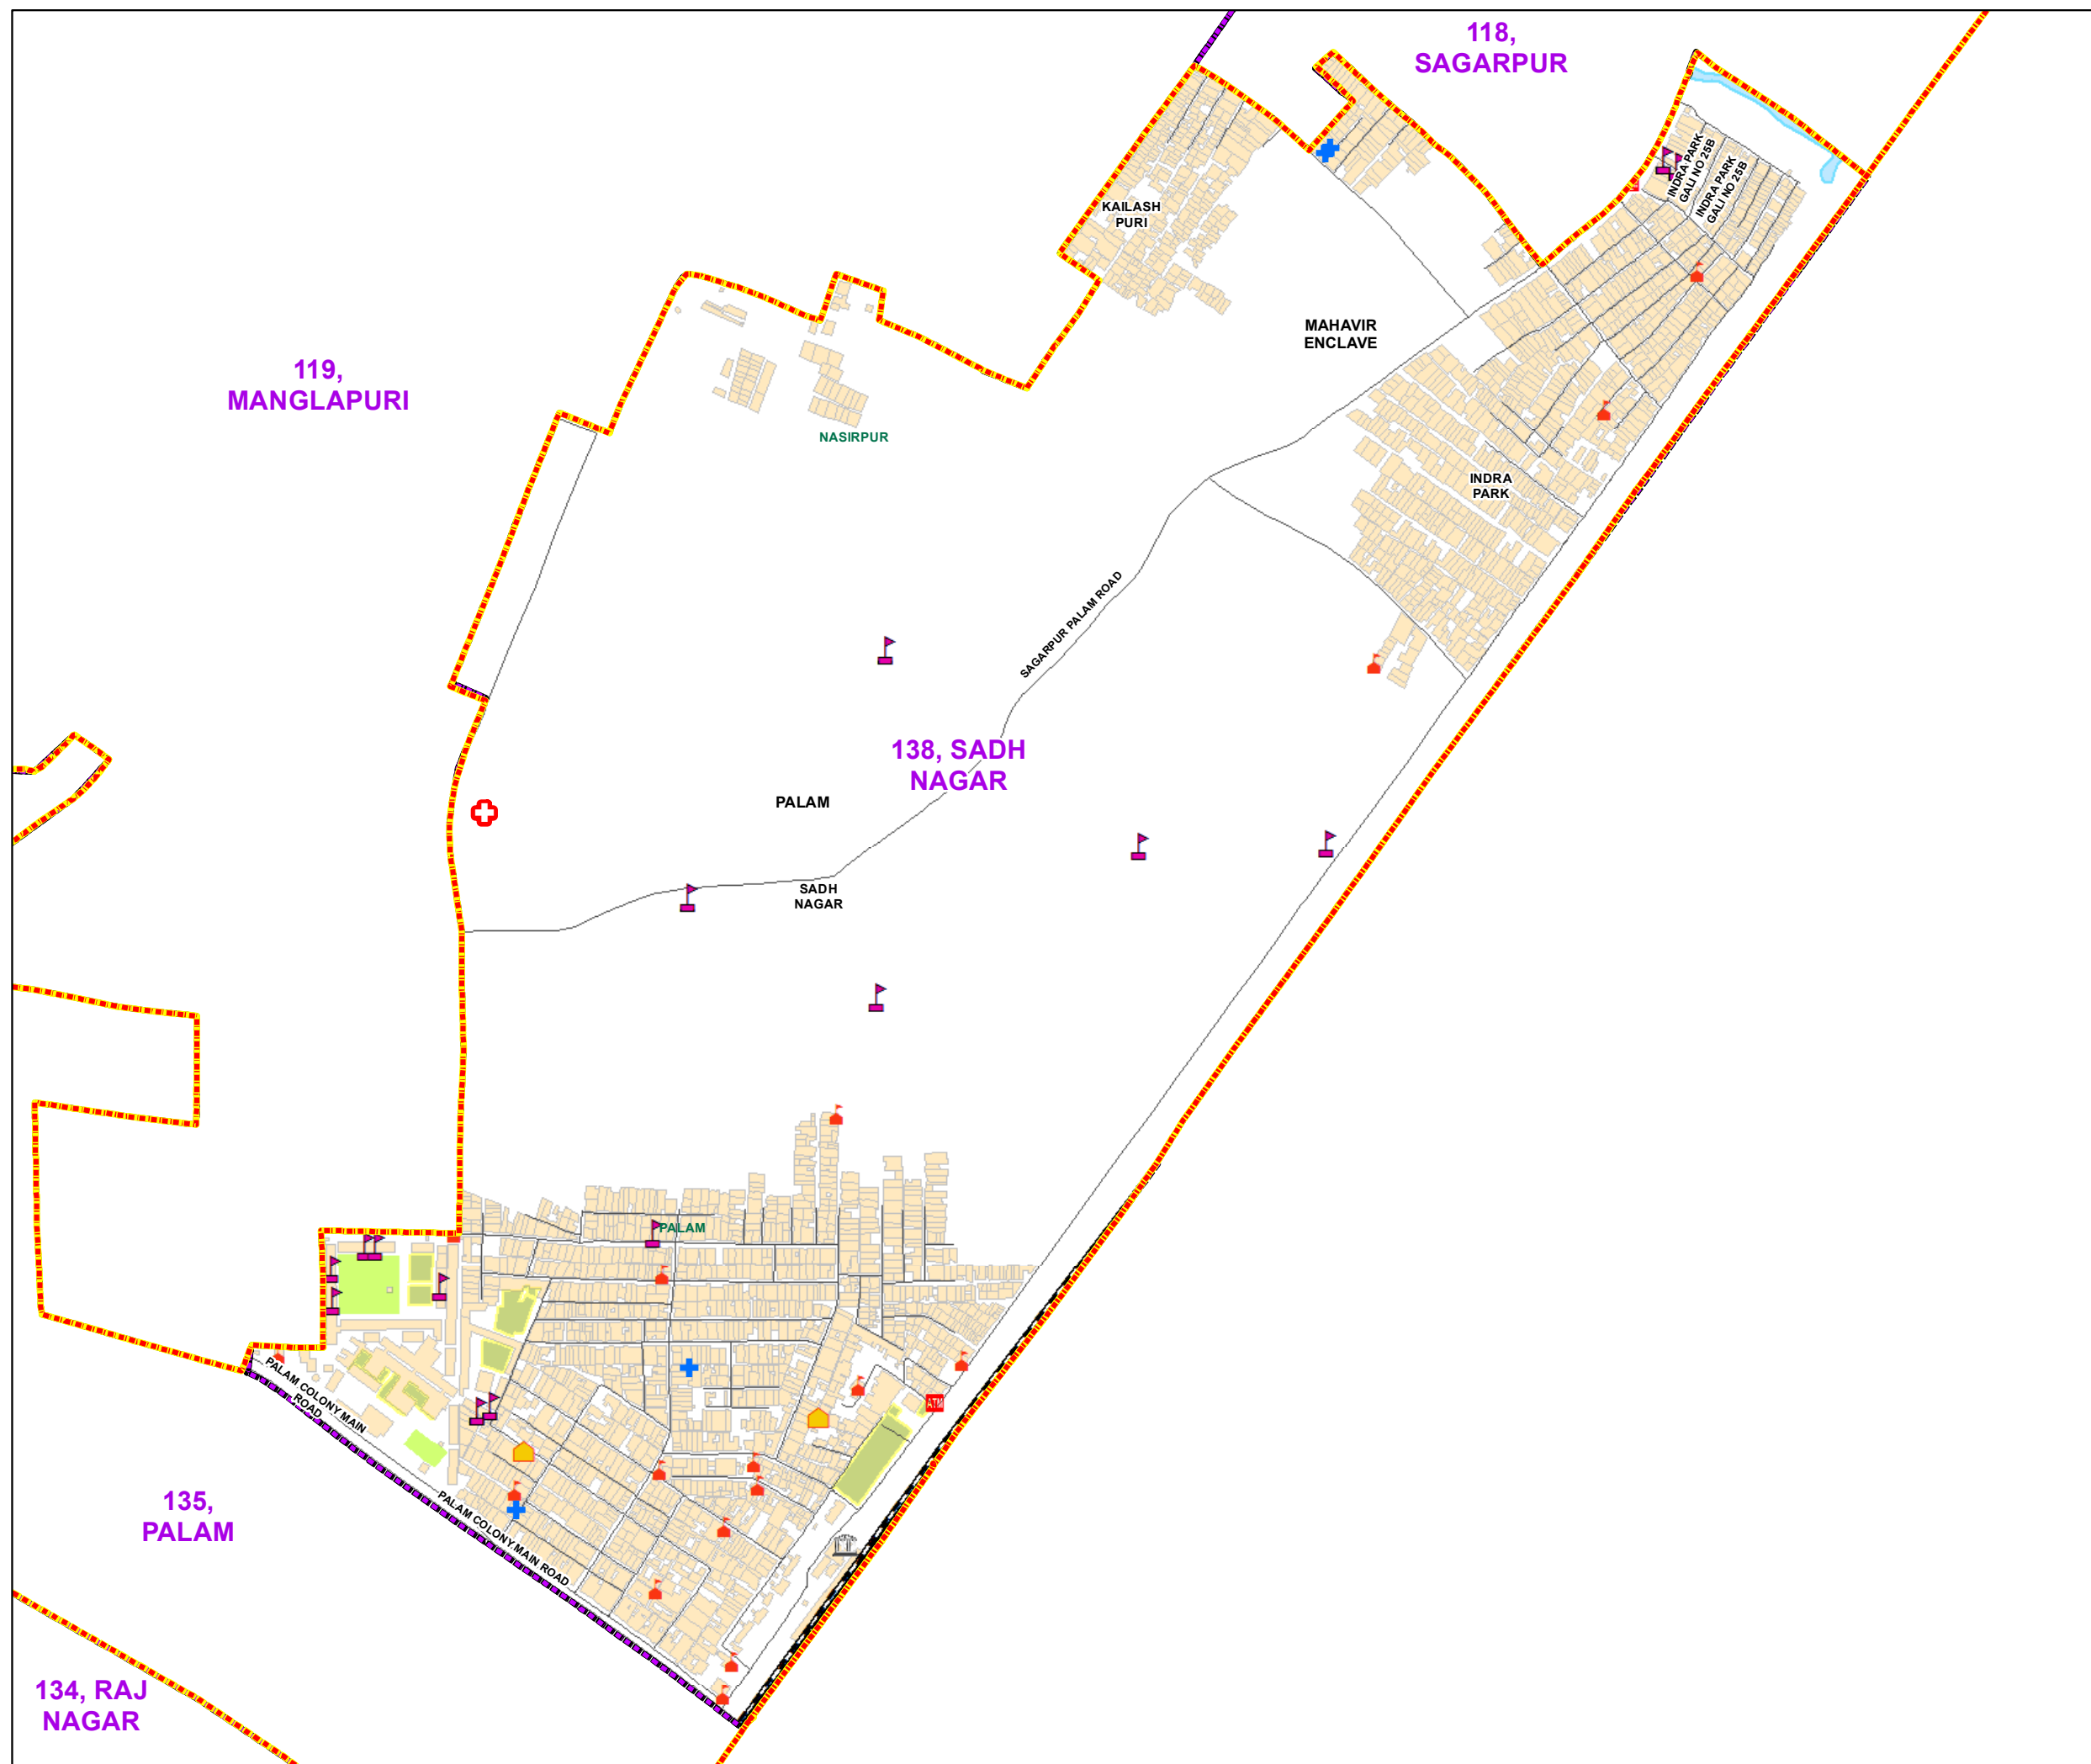 118,
SAGARPUR
INDRA PARK
GALI NO 25B
INDRA PARK
GALI NO 25B
KAILASH
PURI
MAHAVIR
ENCLAVE
119,
MANGLAPURI
NASIRPUR
INDRA
PARK
SAGARPUR PALAM ROAD
138, SADH
NAGAR
PALAM
SADH
NAGAR
PALAM
PALAM COLONY MAIN
ROAD
ATM
135,
PALAM
PALAM COLONY MAIN ROAD
134, RAJ
NAGAR